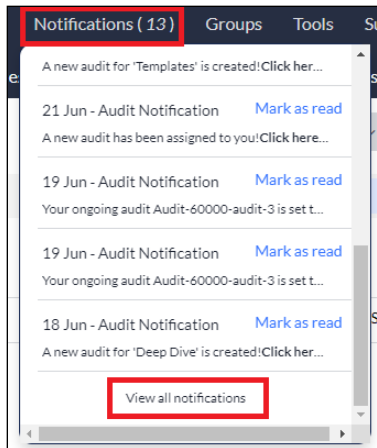 Notifications ( 13 ) Groups Tools
A new audit for 'Templates' is created!Click her...
21 Jun - Audit Notification Mark as read
A new audit has been assigned to you!Click here...
19 Jun - Audit Notification Mark as read
Your ongoing audit Audit-60000-audit-3 is set t...
19 Jun - Audit Notification Mark as read
Your ongoing audit Audit-60000-audit-3 is set t...
18 Jun - Audit Notification Mark as read
A new audit for 'Deep Dive' is created!Click her...
View all notifications